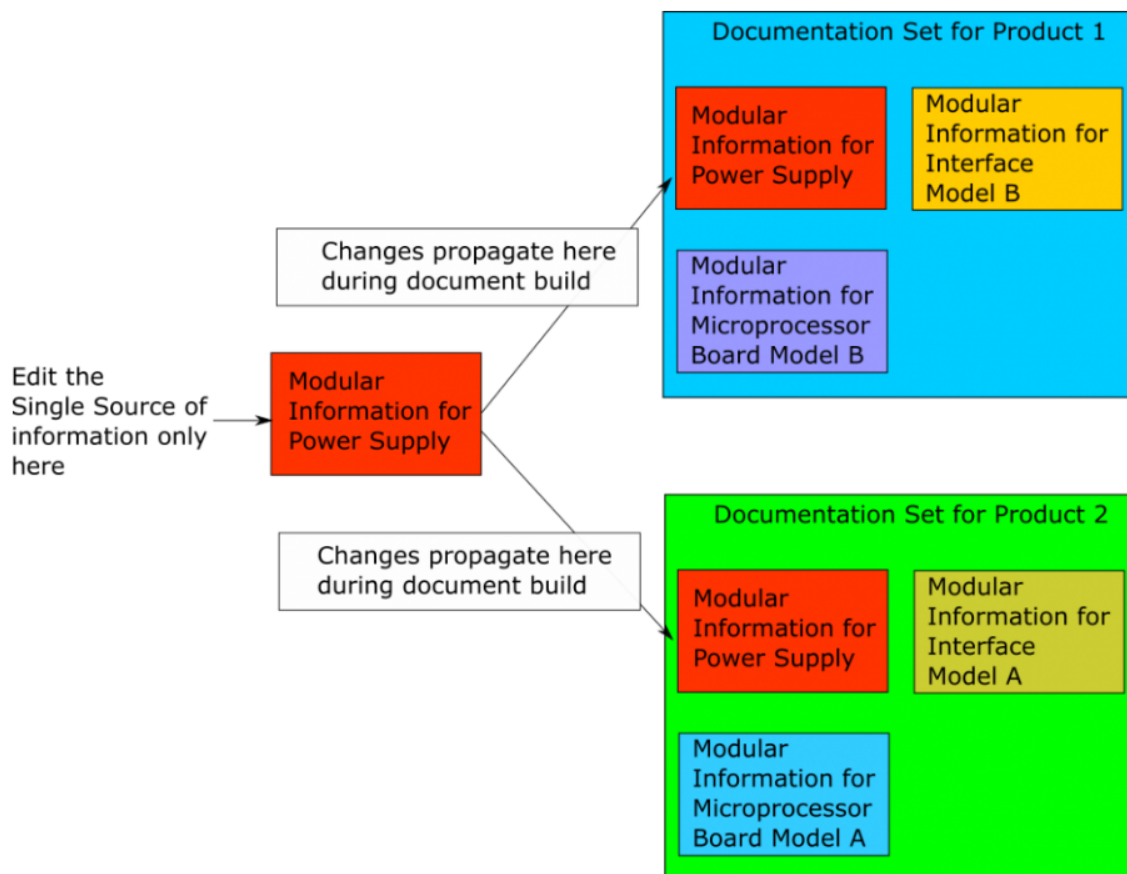 Documentation Set for Product 1
Modular
Information for
Power Supply
Modular
Information for
Interface
Model B
Changes propagate here
during document build
Modular
Information for
Microprocessor
Board Model B
Edit the
Single Source of
information only
here
Modular
Information for
Power Supply
Documentation Set for Product 2
Changes propagate here
during document build
Modular
Information for
Power Supply
Modular
Information for
Interface
Model A
Modular
Information for
Microprocessor
Board Model A